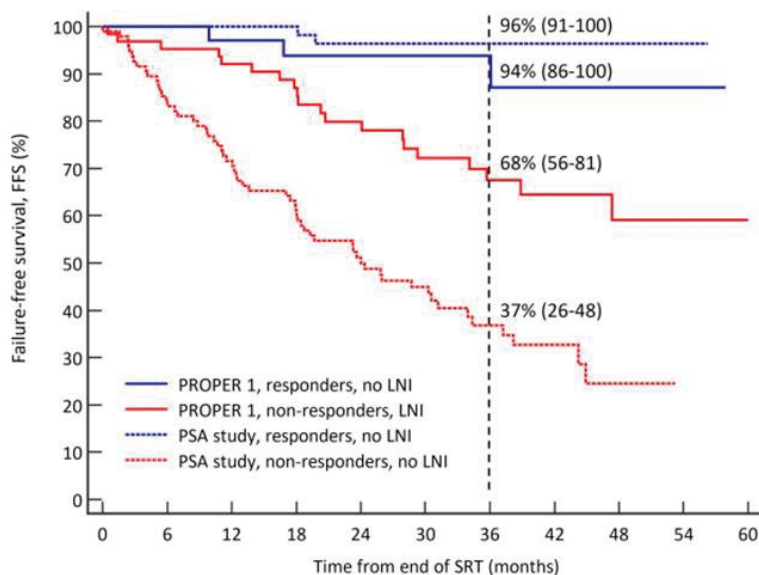 Failure-free survival, FFS (%)
100
90
80
70
60
50
40
30
20
10
0
96% (91-100)
94% (86-100)
68% (56-81)
37% (26-48)
PROPER 1, responders, no LNI
PROPER 1, non-responders, LNI
PSA study, responders, no LNI
PSA study, non-responders, no LNI
0 6 12 18 24 30 36 42 48 54 60
Time from end of SRT (months)